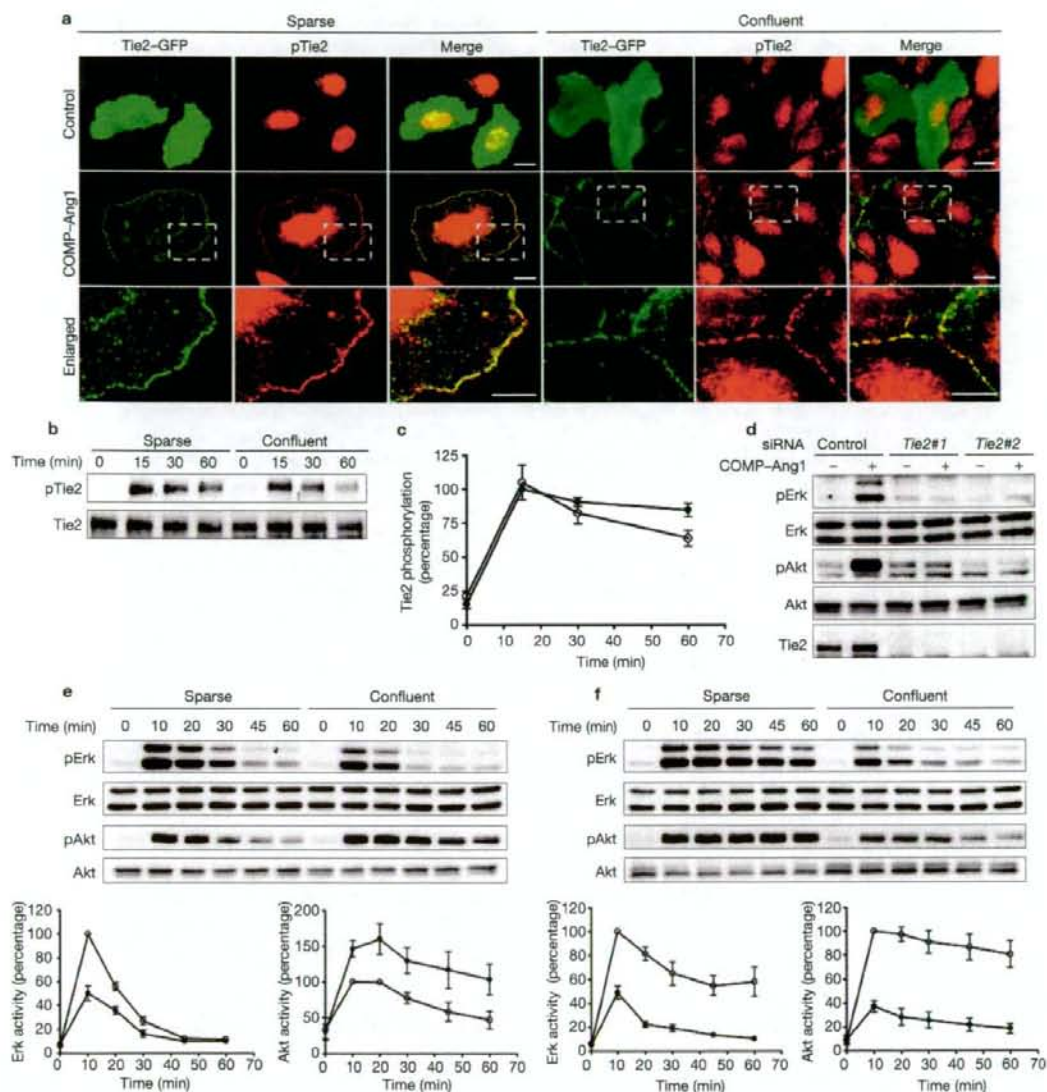 a
Sparse Confluent
Tie2–GFP pTie2 Merge Tie2–GFP pTie2 Merge
Control
COMP–Ang1
Enlarged
b
Sparse Confluent
Time (min) 0 15 30 60 0 15 30 60
pTie2
Tie2
c
Tie2 phosphorylation
(percentage)
125
100
75
50
25
0
0 10 20 30 40 50 60 70
Time (min)
d
siRNA Control Tie2#1 Tie2#2
COMP–Ang1 – + – + – +
pErk
Erk
pAkt
Akt
Tie2
e
Sparse Confluent
Time (min) 0 10 20 30 45 60 0 10 20 30 45 60
pErk
Erk
pAkt
Akt
Erk activity (percentage)
120
100
80
60
40
20
0
0 10 20 30 40 50 60 70
Time (min)
Akt activity (percentage)
200
150
100
50
0
0 10 20 30 40 50 60 70
Time (min)
f
Sparse Confluent
Time (min) 0 10 20 30 45 60 0 10 20 30 45 60
pErk
Erk
pAkt
Akt
Erk activity (percentage)
120
100
80
60
40
20
0
0 10 20 30 40 50 60 70
Time (min)
Akt activity (percentage)
120
100
80
60
40
20
0
0 10 20 30 40 50 60 70
Time (min)